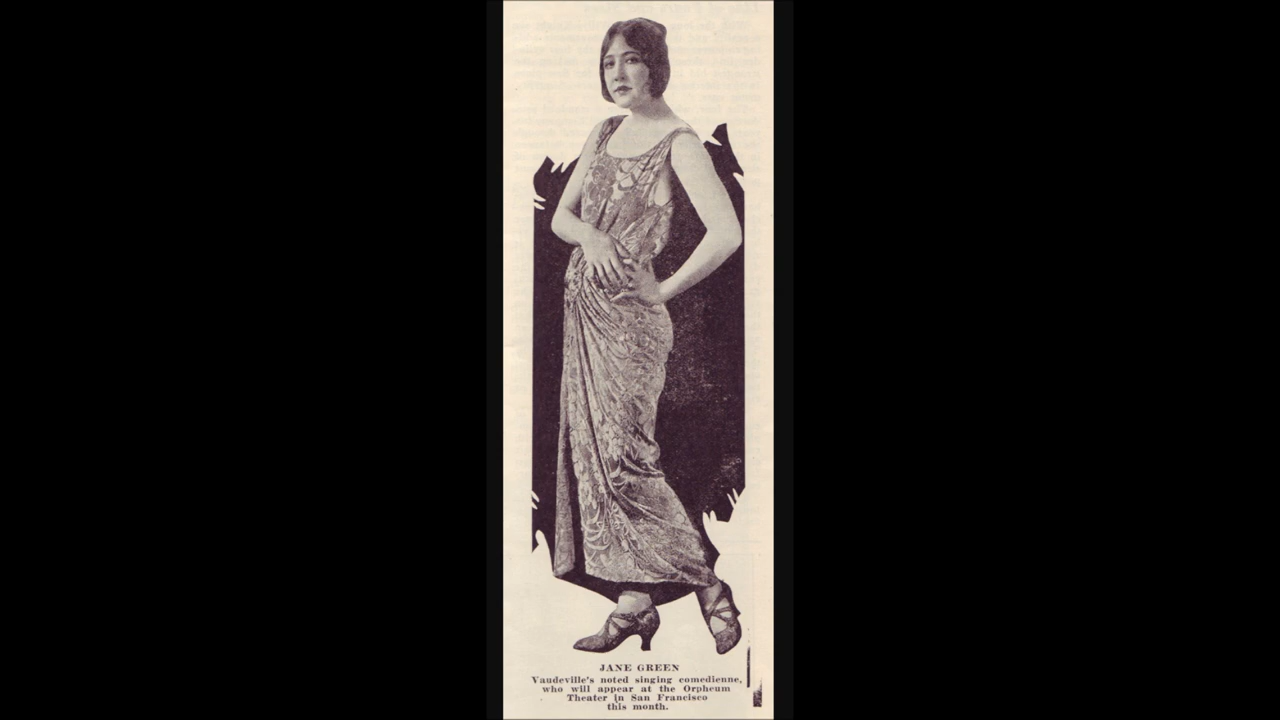 JANE GREEN
Vaudeville's noted singing comedienne,
who will appear at the Orpheum
Theater in San Francisco
this month.